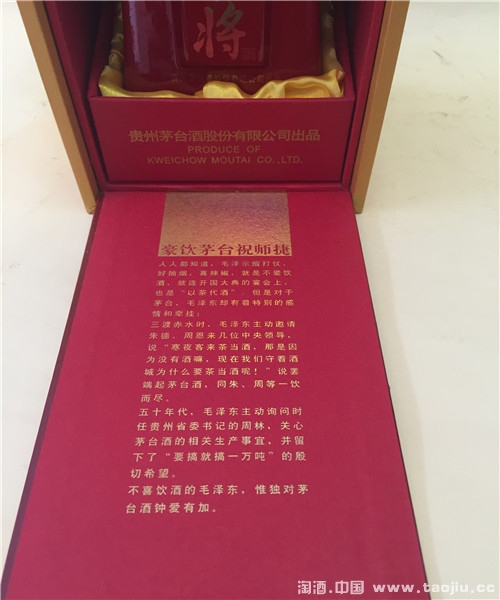 将
贵州茅台酒股份有限公司出品
PRODUCE OF
KWEICHOW MOUTAI CO.,LTD.
豪饮茅台祝师捷
人人都知道，毛泽东擅打仗，
好抽烟，喜辣椒，就是不能饮
酒，就连开国大典的宴会上，
也是“以茶代酒”。但是对于
茅台，毛泽东却有着特别的感
情和牵挂：
三渡赤水时，毛泽东主动邀请
朱德、周恩来几位中央领导，
说“寒夜客来茶当酒，那是因
为没有酒嘛，现在我们守着酒
城为什么要茶当酒呢！”说罢
端起茅台酒，同朱、周等一饮
而尽。
五十年代，毛泽东主动询问时
任贵州省委书记的周林，关心
茅台酒的相关生产事宜，并留
下了“要搞就搞一万吨”的殷
切希望。
不喜饮酒的毛泽东，惟独对茅
台酒钟爱有加。
淘酒.中国 www.taojiu.cc